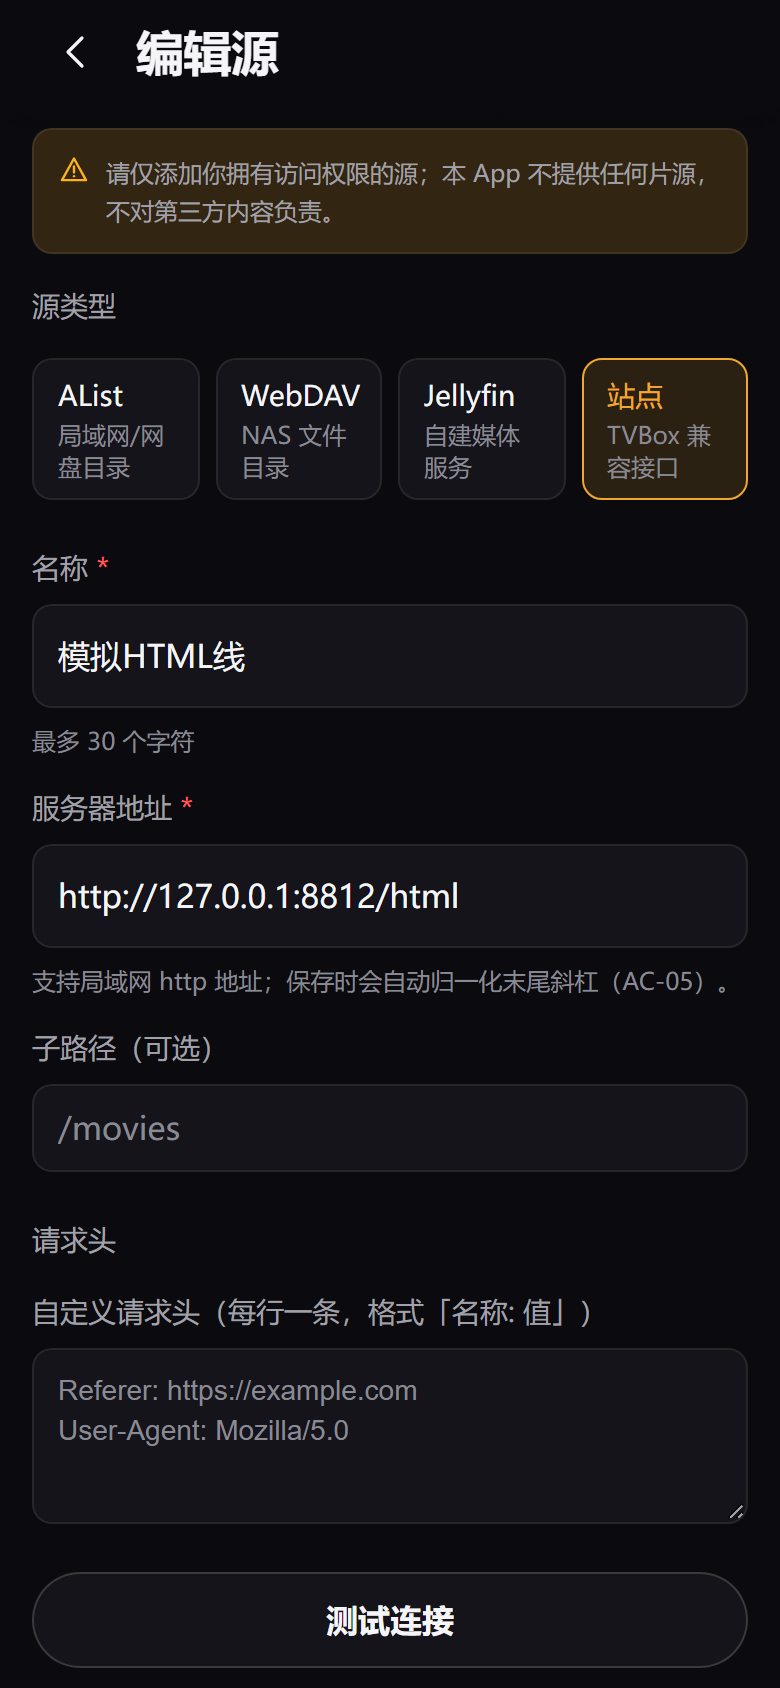 编辑源
请仅添加你拥有访问权限的源；本 App 不提供任何片源，
不对第三方内容负责。
源类型
AList
局域网/网
盘目录
WebDAV
NAS 文件
目录
Jellyfin
自建媒体
服务
站点
TVBox 兼
容接口
名称 *
模拟HTML线
最多 30 个字符
服务器地址 *
http://127.0.0.1:8812/html
支持局域网 http 地址；保存时会自动归一化末尾斜杠（AC-05）。
子路径（可选）
/movies
请求头
自定义请求头（每行一条，格式「名称: 值」）
Referer: https://example.com
User-Agent: Mozilla/5.0
测试连接